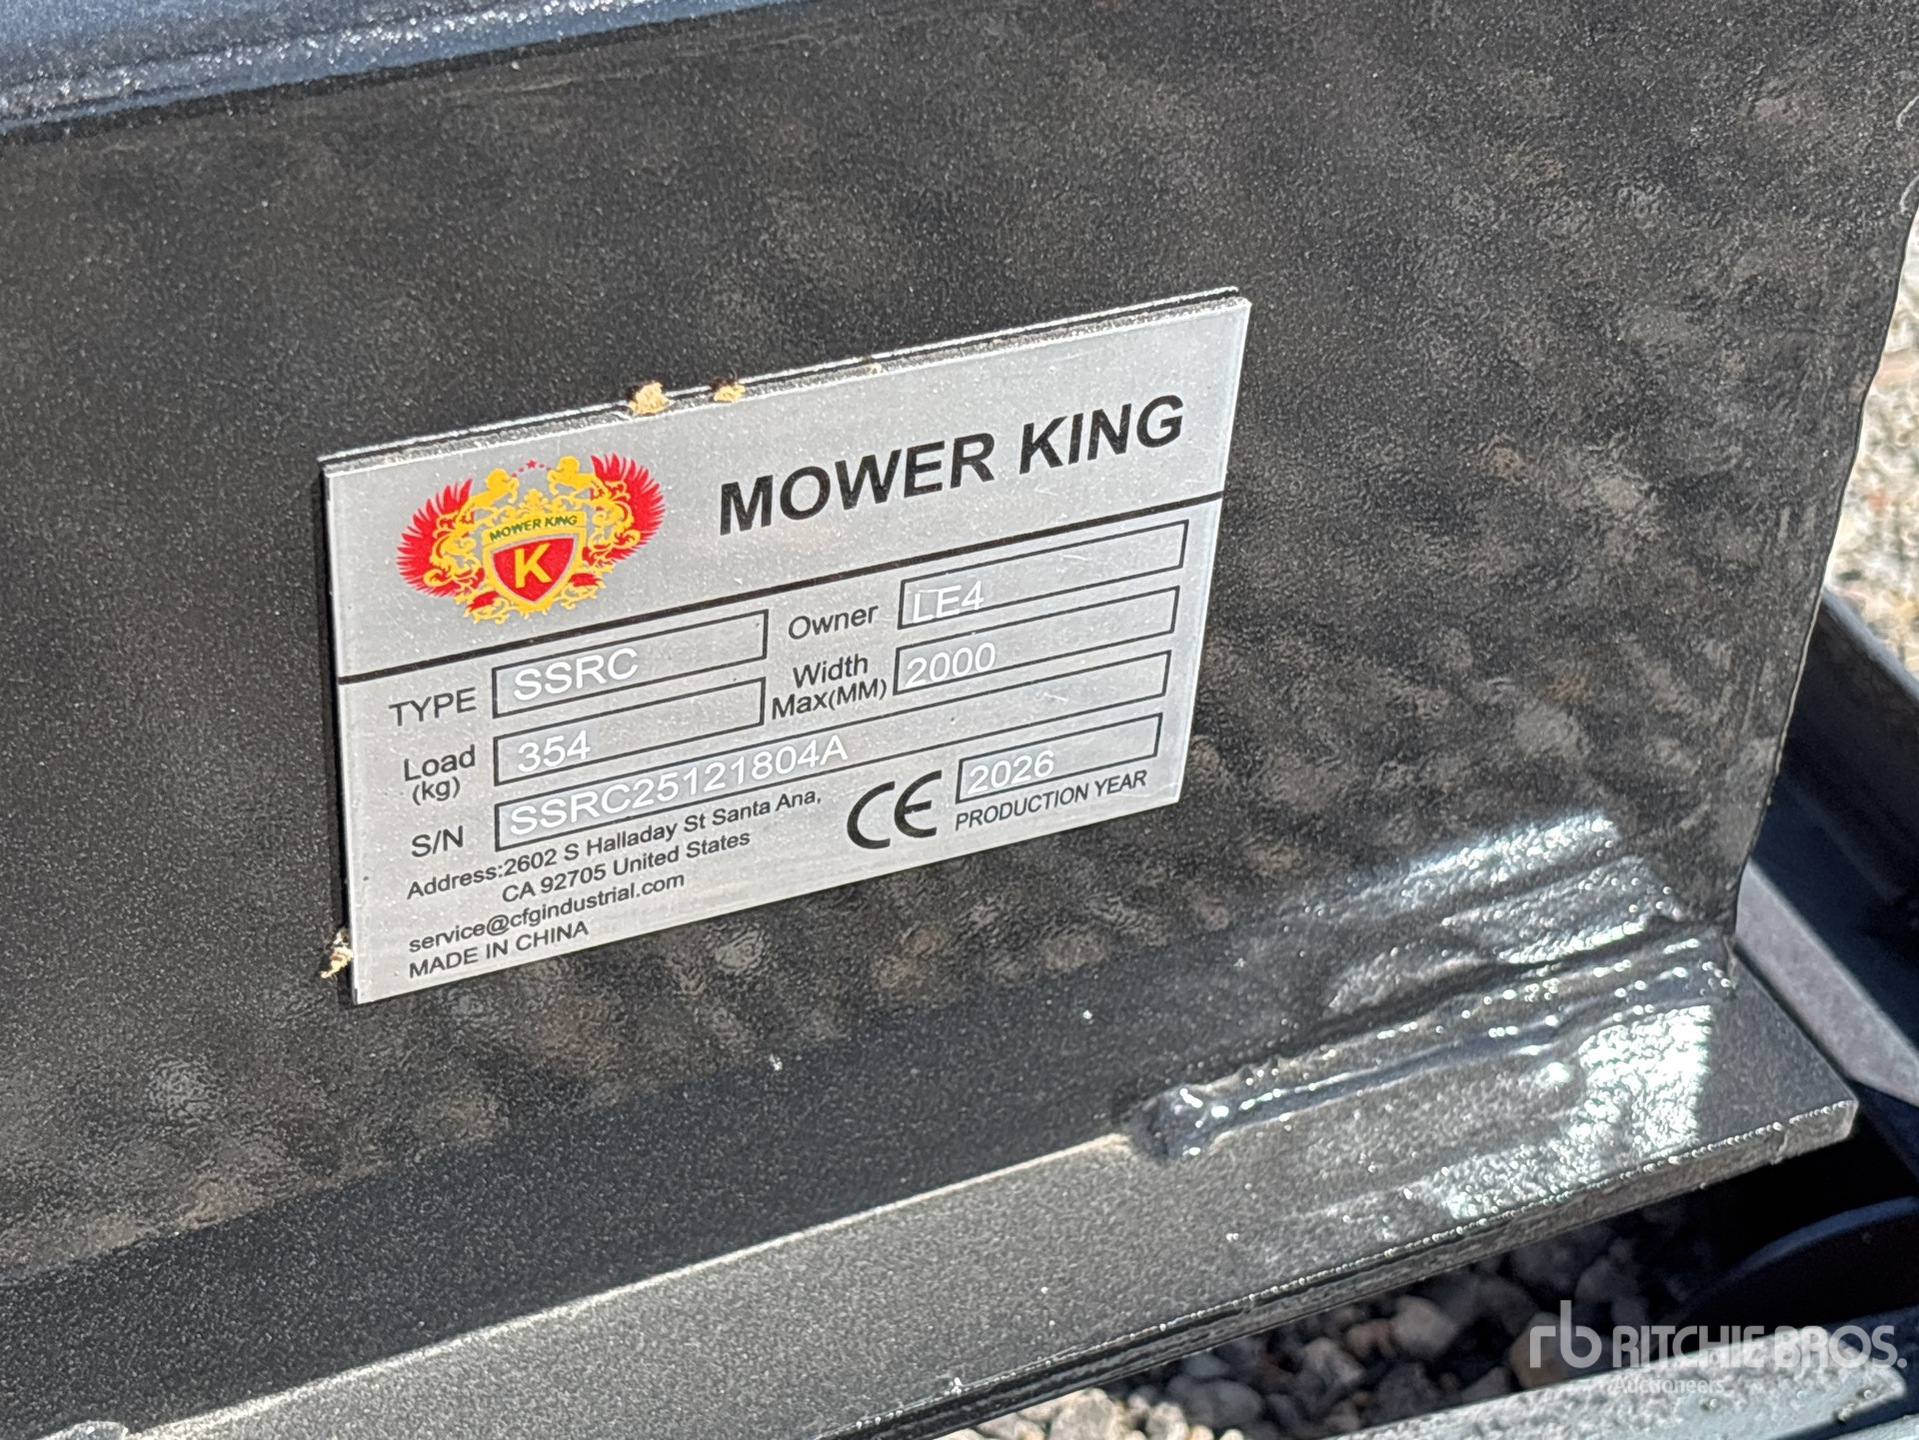 MOWER KING
MOWER KING
K
TYPE SSRC
Owner LE4
Load (kg) 354
Width Max(MM) 2000
S/N SSRC25121804A
Address:2602 S Halladay St Santa Ana,
CA 92705 United States
service@cfgindustrial.com
MADE IN CHINA
CE
2026
PRODUCTION YEAR
rb RITCHIE BROS.
Auctioneers